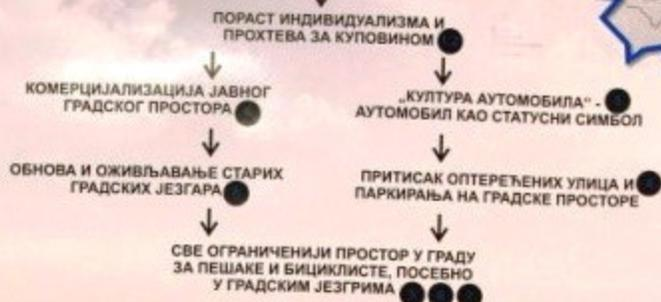 ПОРАСТ ИНДИВИДУАЛИЗМА И
ПРОХТЕВА ЗА КУПОВИНОМ
КОМЕРЦИЈАЛИЗАЦИЈА ЈАВНОГ
ГРАДСКОГ ПРОСТОРА
„КУЛТУРА АУТОМОБИЛА“ -
АУТОМОБИЛ КАО СТАТУСНИ СИМБОЛ
ОБНОВА И ОЖИВЉАВАЊЕ СТАРИХ
ГРАДСКИХ ЈЕЗГАРА
ПРИТИСАК ОПТЕРЕЋЕНИХ УЛИЦА И
ПАРКИРАЊА НА ГРАДСКЕ ПРОСТОРЕ
СВЕ ОГРАНИЧЕНИЈИ ПРОСТОР У ГРАДУ
ЗА ПЕШАКЕ И БИЦИКЛИСТЕ, ПОСЕБНО
У ГРАДСКИМ ЈЕЗГРИМА